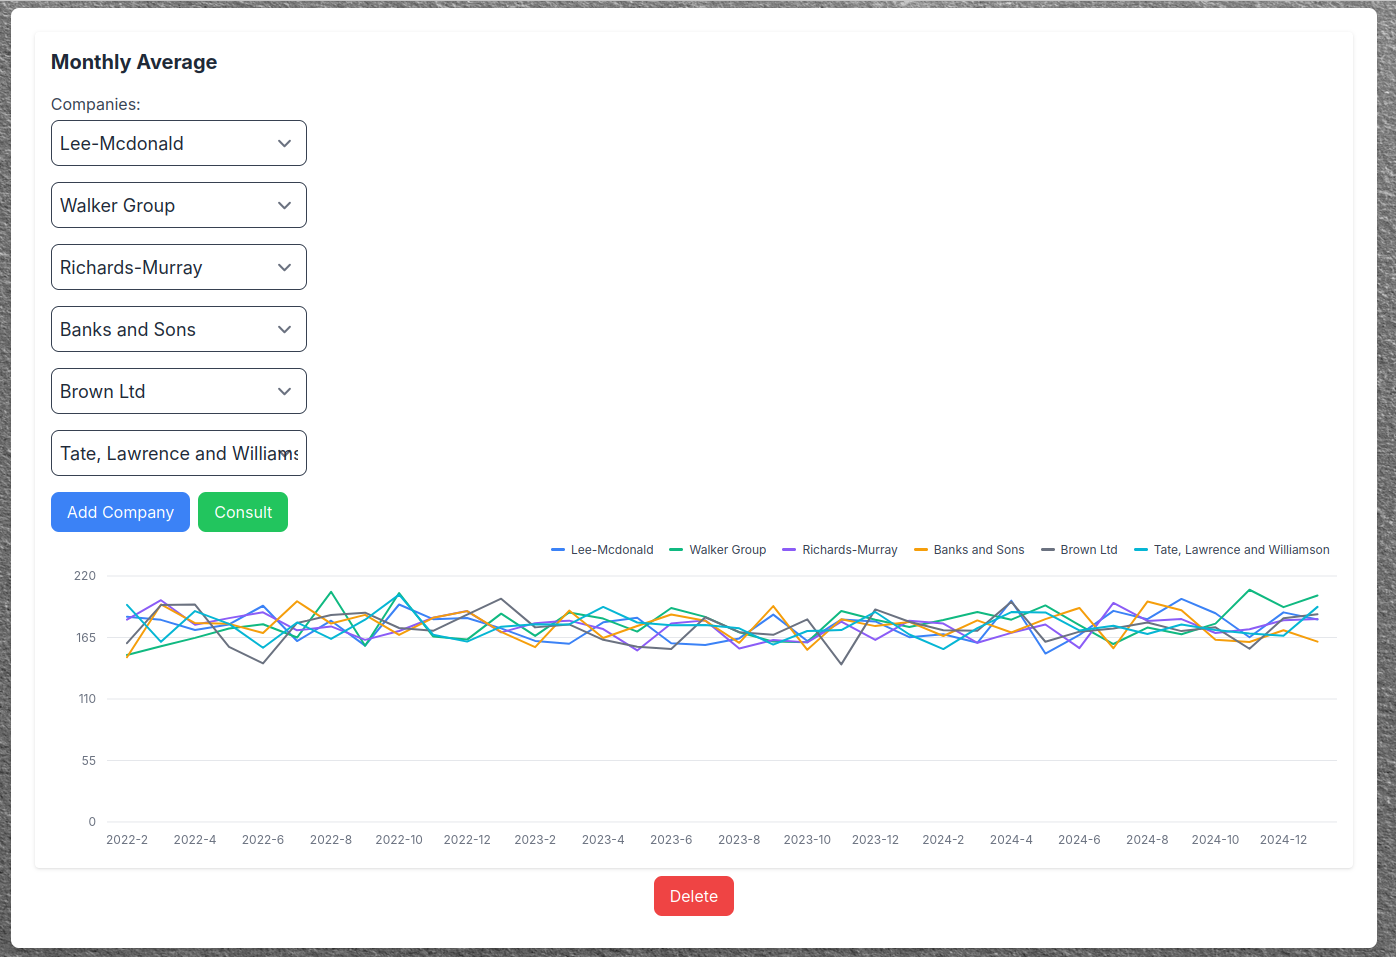 Monthly Average
Companies:
Lee-Mcdonald
Walker Group
Richards-Murray
Banks and Sons
Brown Ltd
Tate, Lawrence and Williams
Add Company Consult
Lee-Mcdonald Walker Group Richards-Murray Banks and Sons Brown Ltd Tate, Lawrence and Williamson
220
165
110
55
0
2022-2 2022-4 2022-6 2022-8 2022-10 2022-12 2023-2 2023-4 2023-6 2023-8 2023-10 2023-12 2024-2 2024-4 2024-6 2024-8 2024-10 2024-12
Delete